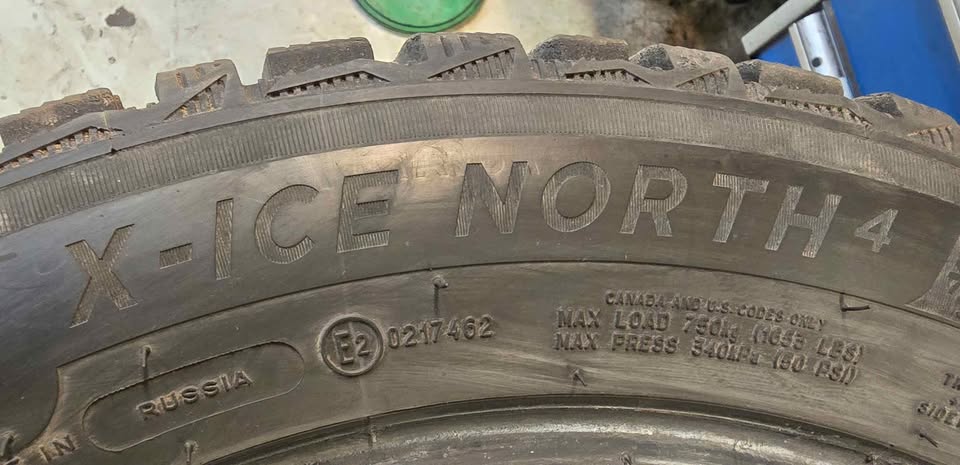 X-ICE NORTH 4
CANADA AND U.S. CODES ONLY
MAX LOAD 750kg (1653 LBS)
MAX PRESS 340kPa (50 PSI)
E2 0217462
IN RUSSIA